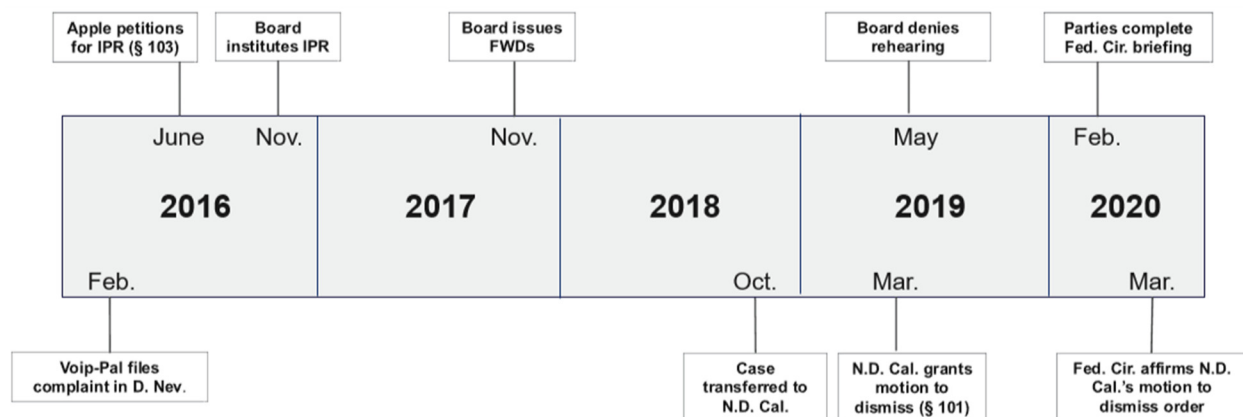 Apple petitions
for IPR (§ 103)
Board
institutes IPR
Board issues
FWDs
Board denies
rehearing
Parties complete
Fed. Cir. briefing
June
Nov.
Nov.
May
Feb.
2016
2017
2018
2019
2020
Feb.
Oct.
Mar.
Mar.
Voip-Pal files
complaint in D. Nev.
Case
transferred to
N.D. Cal.
N.D. Cal. grants
motion to
dismiss (§ 101)
Fed. Cir. affirms N.D.
Cal.'s motion to
dismiss order